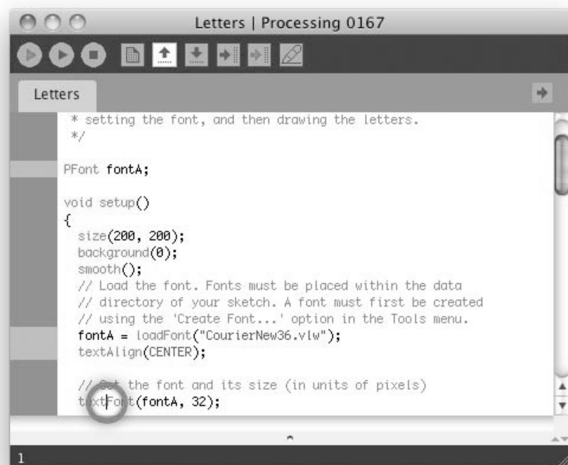 Letters | Processing 0167
Letters
* setting the font, and then drawing the letters.
*/
PFont fontA;
void setup()
{
size(200, 200);
background(0);
smooth();
// Load the font. Fonts must be placed within the data
// directory of your sketch. A font must first be created
// using the 'Create Font...' option in the Tools menu.
fontA = loadFont("CourierNew36.vlw");
textAlign(CENTER);
// Set the font and its size (in units of pixels)
textFont(fontA, 32);
1